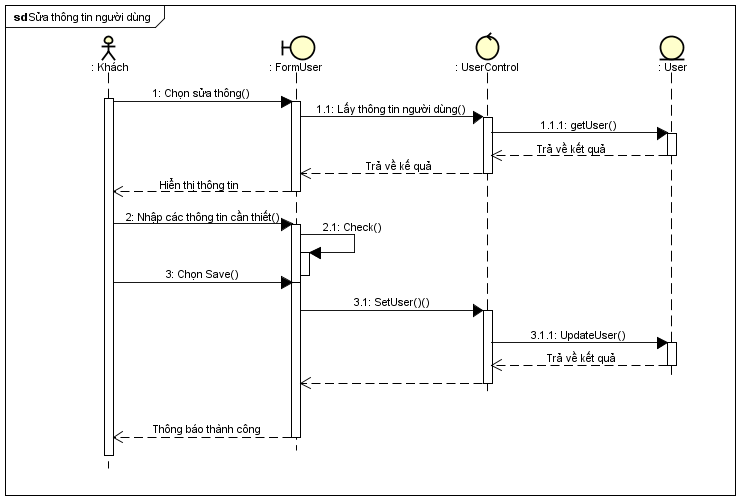 sd Sửa thông tin người dùng
: Khách
: FormUser
: UserControl
: User
1: Chọn sửa thông()
1.1: Lấy thông tin người dùng()
1.1.1: getUser()
Trả về kết quả
Trả về kế quả
Hiển thị thông tin
2: Nhập các thông tin cần thiết()
2.1: Check()
3: Chọn Save()
3.1: SetUser()()
3.1.1: UpdateUser()
Trả về kết quả
Thông báo thành công